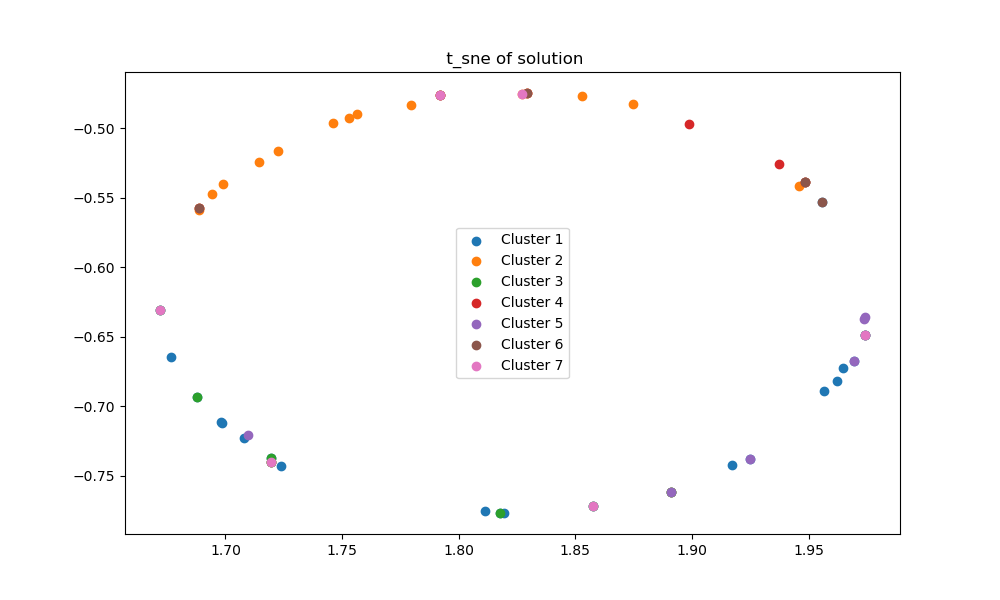 t_sne of solution
−0.50
−0.55
−0.60
−0.65
−0.70
−0.75
Cluster 1
Cluster 2
Cluster 3
Cluster 4
Cluster 5
Cluster 6
Cluster 7
1.70 1.75 1.80 1.85 1.90 1.95